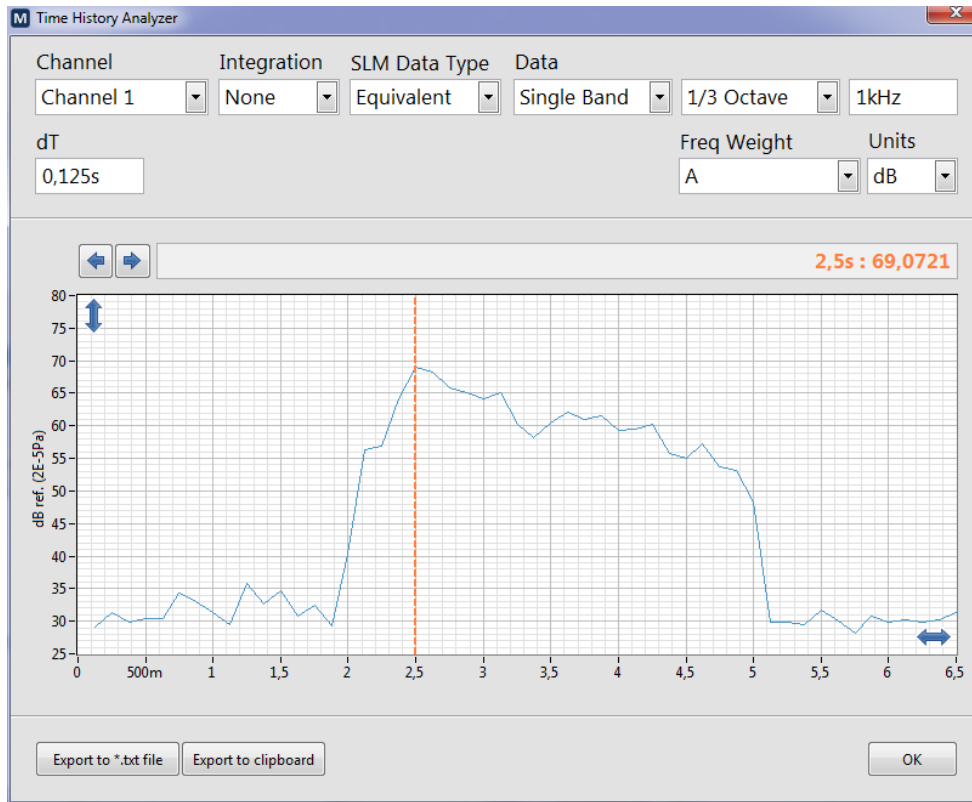 M Time History Analyzer
Channel Integration SLM Data Type Data
Channel 1 None Equivalent Single Band 1/3 Octave 1kHz
dT Freq Weight Units
0,125s A dB
2,5s : 69,0721
80
75
70
65
60
55
50
45
40
35
30
25
dB ref. (2E-5Pa)
0 500m 1 1,5 2 2,5 3 3,5 4 4,5 5 5,5 6 6,5
Export to *.txt file Export to clipboard OK